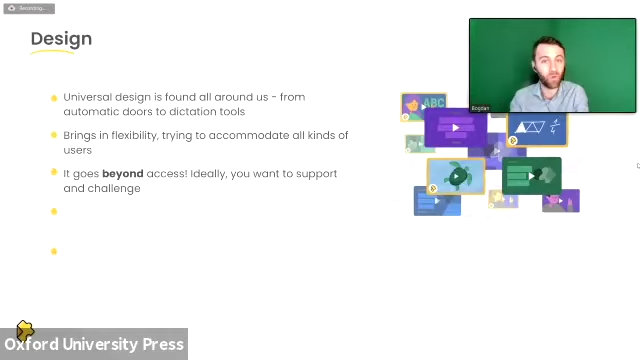 Recording...
Design
Universal design is found all around us - from
automatic doors to dictation tools
Brings in flexibility, trying to accommodate all kinds of
users
It goes beyond access! Ideally, you want to support
and challenge
Bogdan
ABC
Oxford University Press